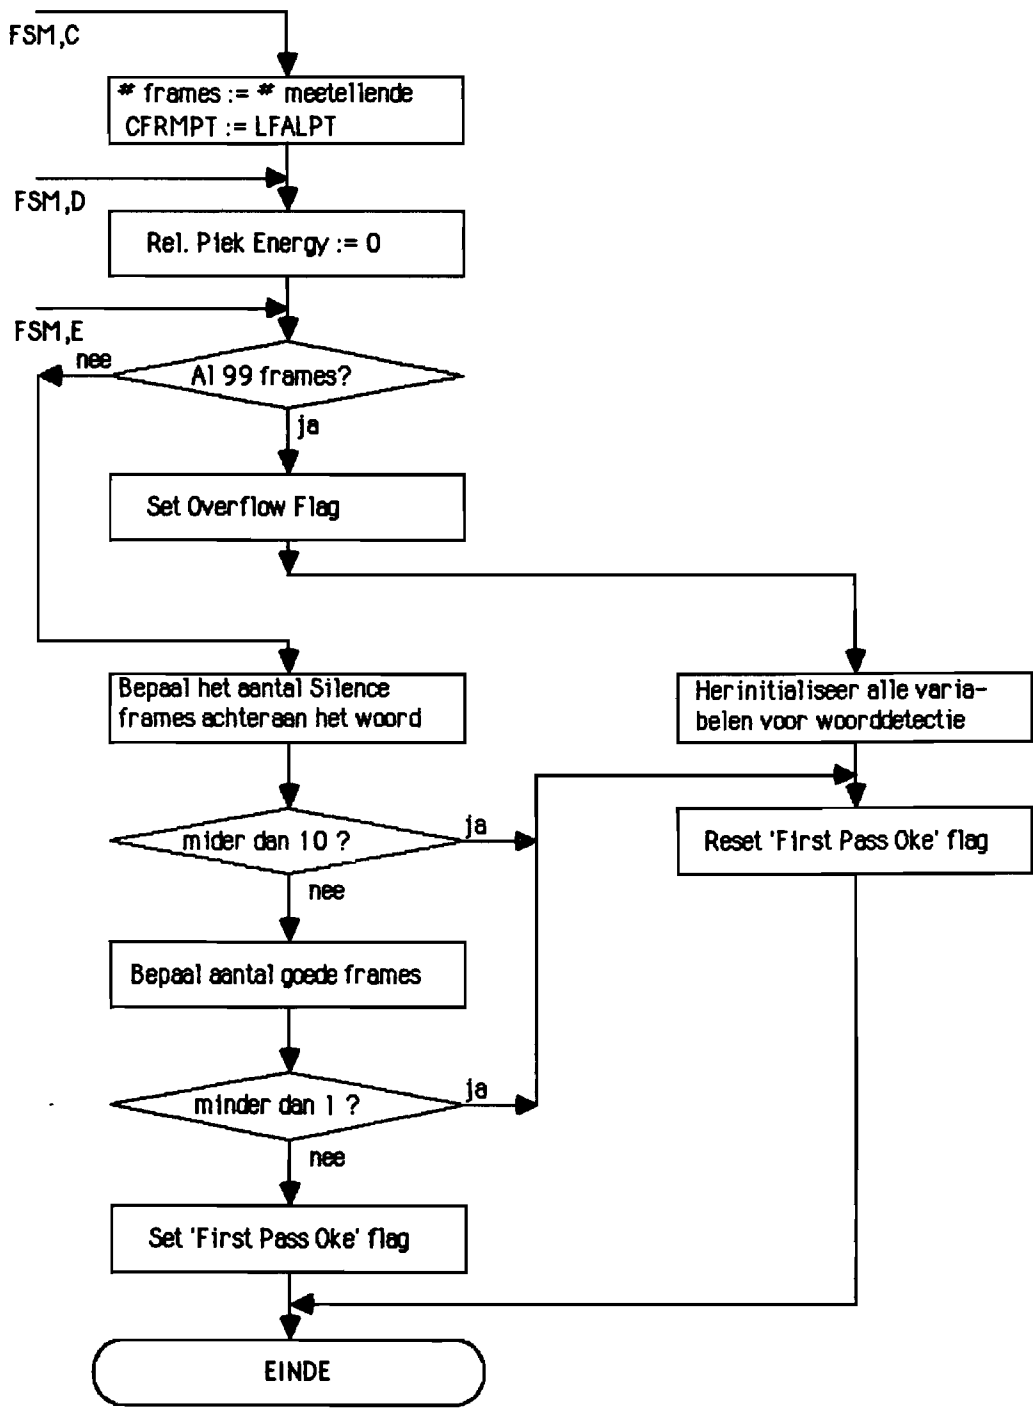 FSM,C
# frames := # meetellende
CFRMPT := LFALPT
FSM,D
Rel. Piek Energy := 0
FSM,E
nee
Al 99 frames?
ja
Set Overflow Flag
Bepaal het aantal Silence
frames achteraan het woord
Herinitialiseer alle varia-
belen voor woorddetectie
mider dan 10 ?
ja
Reset 'First Pass Oke' flag
nee
Bepaal aantal goede frames
minder dan 1 ?
ja
nee
Set 'First Pass Oke' flag
EINDE